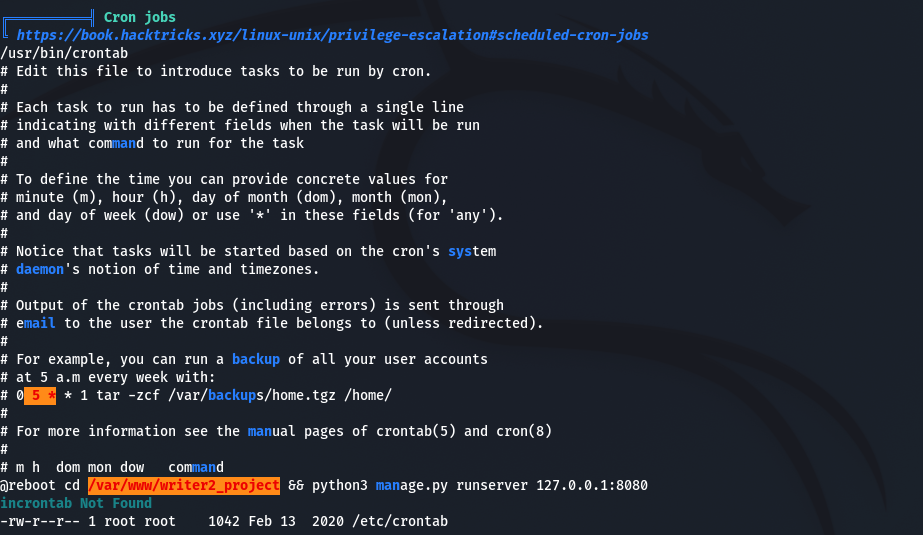 ╔══════════╣ Cron jobs
╚ https://book.hacktricks.xyz/linux-unix/privilege-escalation#scheduled-cron-jobs
/usr/bin/crontab
# Edit this file to introduce tasks to be run by cron.
#
# Each task to run has to be defined through a single line
# indicating with different fields when the task will be run
# and what command to run for the task
#
# To define the time you can provide concrete values for
# minute (m), hour (h), day of month (dom), month (mon),
# and day of week (dow) or use '*' in these fields (for 'any').
#
# Notice that tasks will be started based on the cron's system
# daemon's notion of time and timezones.
#
# Output of the crontab jobs (including errors) is sent through
# email to the user the crontab file belongs to (unless redirected).
#
# For example, you can run a backup of all your user accounts
# at 5 a.m every week with:
# 0 5 * * 1 tar -zcf /var/backups/home.tgz /home/
#
# For more information see the manual pages of crontab(5) and cron(8)
#
# m h  dom mon dow   command
@reboot cd /var/www/writer2_project && python3 manage.py runserver 127.0.0.1:8080
incrontab Not Found
-rw-r--r-- 1 root root    1042 Feb 13  2020 /etc/crontab